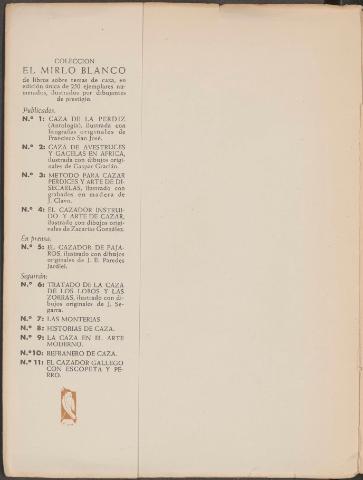 COLECCION
EL MIRLO BLANCO
de libros sobre temas de caza, en
edición única de 250 ejemplares nu-
merados, ilustrados por dibujantes
de prestigio.
Publicados:
N.º 1: CAZA DE LA PERDIZ
(Antología), ilustrada con
litografías originales de
Francisco San José.
N.º 2: CAZA DE AVESTRUCES
Y GACELAS EN AFRICA,
ilustrada con dibujos origi-
nales de Gaspar Gracián.
N.º 3: METODO PARA CAZAR
PERDICES Y ARTE DE DI-
SECARLAS, ilustrado con
grabados en madera de
J. Clavo.
N.º 4: EL CAZADOR INSTRUI-
DO Y ARTE DE CAZAR,
ilustrado con dibujos origi-
nales de Zacarías González.
En prensa:
N.º 5: EL CAZADOR DE PAJA-
ROS, ilustrado con dibujos
originales de J. E. Paredes
Jardiel.
Seguirán:
N.º 6: TRATADO DE LA CAZA
DE LOS LOBOS Y LAS
ZORRAS, ilustrado con di-
bujos originales de J. Se-
garra.
N.º 7: LAS MONTERIAS.
N.º 8: HISTORIAS DE CAZA.
N.º 9: LA CAZA EN EL ARTE
MODERNO.
N.º 10: REFRANERO DE CAZA.
N.º 11: EL CAZADOR GALLEGO
CON ESCOPETA Y PE-
RRO.